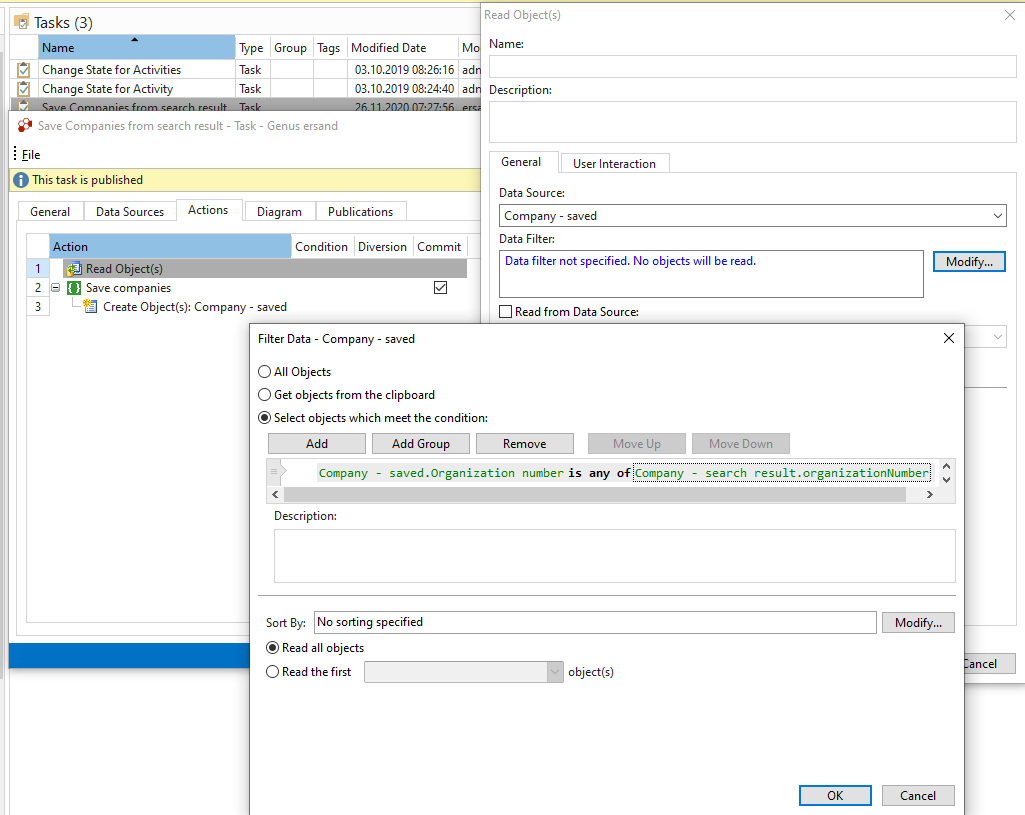 Tasks (3)
Name Type Group Tags Modified Date Mo
Change State for Activities Task 03.10.2019 08:26:16 adn
Change State for Activity Task 03.10.2019 08:24:40 adn
Save Companies from search result Task 26.11.2020 07:27:56 ersa
Save Companies from search result - Task - Genus ersand
File
This task is published
General Data Sources Actions Diagram Publications
Action Condition Diversion Commit
1 Read Object(s)
2 Save companies
3 Create Object(s): Company - saved
Read Object(s)
Name:
Description:
General User Interaction
Data Source:
Company - saved
Data Filter:
Data filter not specified. No objects will be read.
Modify...
Read from Data Source:
Cancel
Filter Data - Company - saved
All Objects
Get objects from the clipboard
Select objects which meet the condition:
Add Add Group Remove Move Up Move Down
Company - saved.Organization number is any of Company - search result.organizationNumber
Description:
Sort By: No sorting specified Modify...
Read all objects
Read the first object(s)
OK Cancel